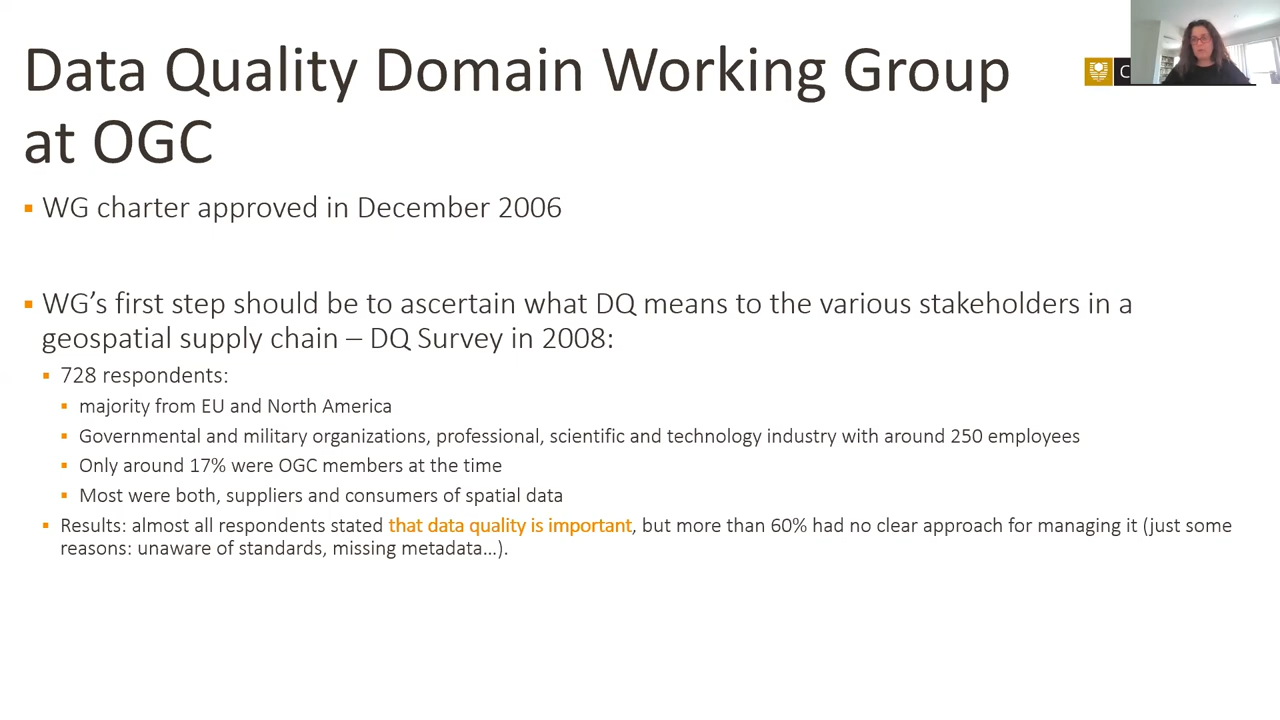 Data Quality Domain Working Group
at OGC
▪ WG charter approved in December 2006
▪ WG’s first step should be to ascertain what DQ means to the various stakeholders in a
geospatial supply chain – DQ Survey in 2008:
▪ 728 respondents:
▪ majority from EU and North America
▪ Governmental and military organizations, professional, scientific and technology industry with around 250 employees
▪ Only around 17% were OGC members at the time
▪ Most were both, suppliers and consumers of spatial data
▪ Results: almost all respondents stated that data quality is important, but more than 60% had no clear approach for managing it (just some
reasons: unaware of standards, missing metadata…).